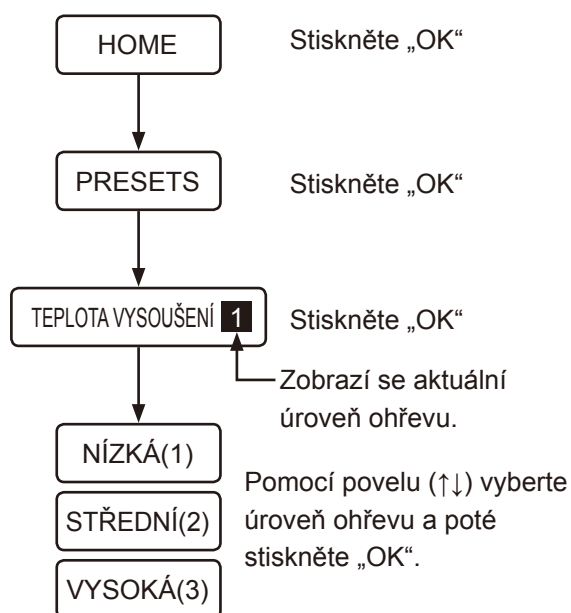 HOME
Stiskněte „OK“
PRESETS
Stiskněte „OK“
TEPLOTA VYSOUŠENÍ 1
Stiskněte „OK“
Zobrazí se aktuální
úroveň ohřevu.
NÍZKÁ(1)
STŘEDNÍ(2)
VYSOKÁ(3)
Pomocí povelu (↑↓) vyberte
úroveň ohřevu a poté
stiskněte „OK“.